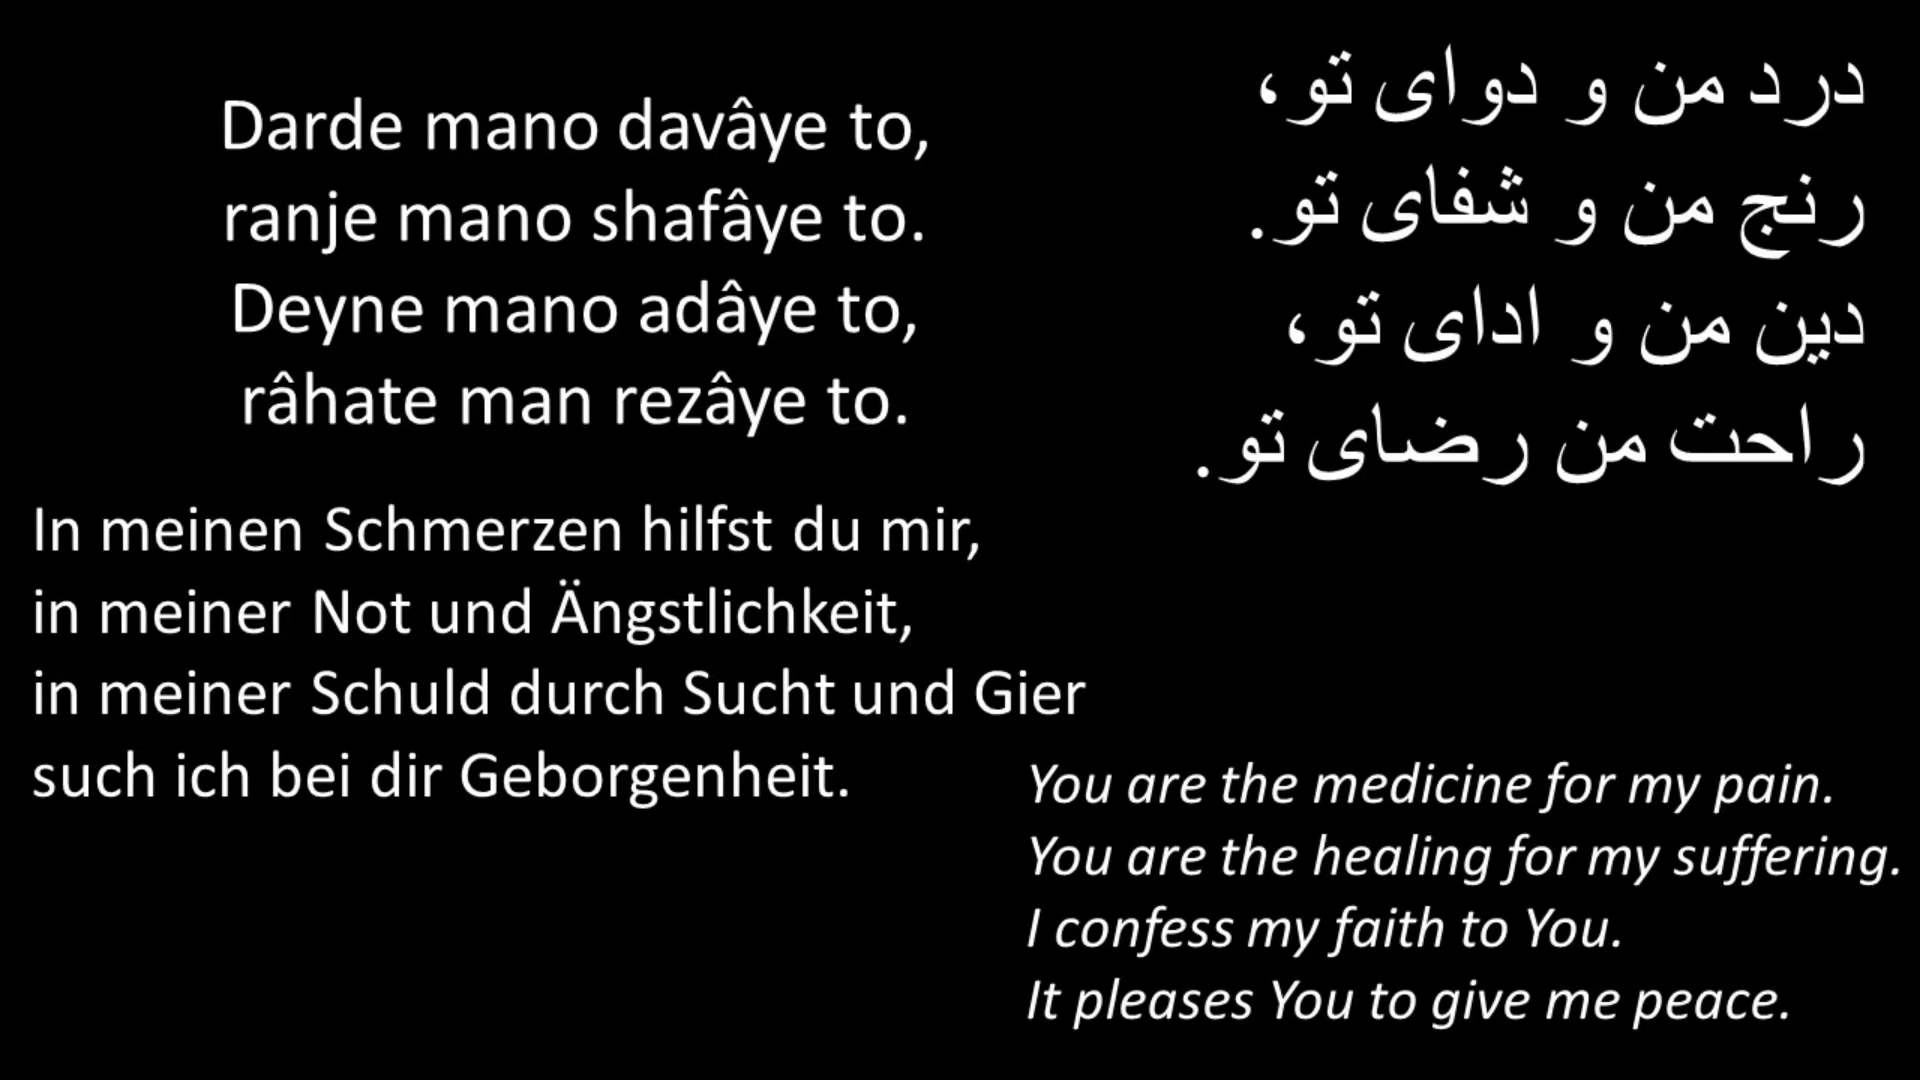 Darde mano davâye to,
ranje mano shafâye to.
Deyne mano adâye to,
râhate man rezâye to.
درد من و دوای تو،
رنج من و شفای تو.
دین من و ادای تو،
راحت من رضای تو.
In meinen Schmerzen hilfst du mir,
in meiner Not und Ängstlichkeit,
in meiner Schuld durch Sucht und Gier
such ich bei dir Geborgenheit.
You are the medicine for my pain.
You are the healing for my suffering.
I confess my faith to You.
It pleases You to give me peace.